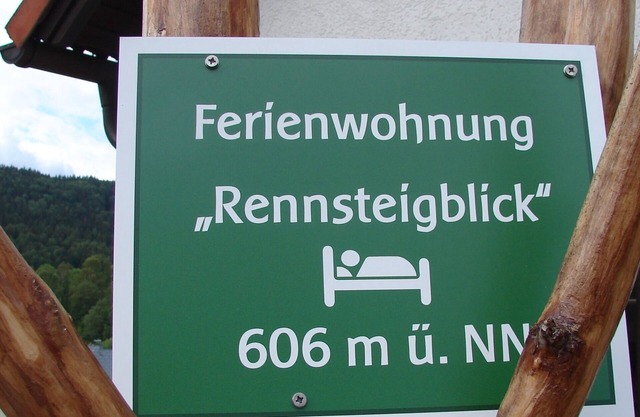 Ferienwohnung
„Rennsteigblick“
606 m ü. NN